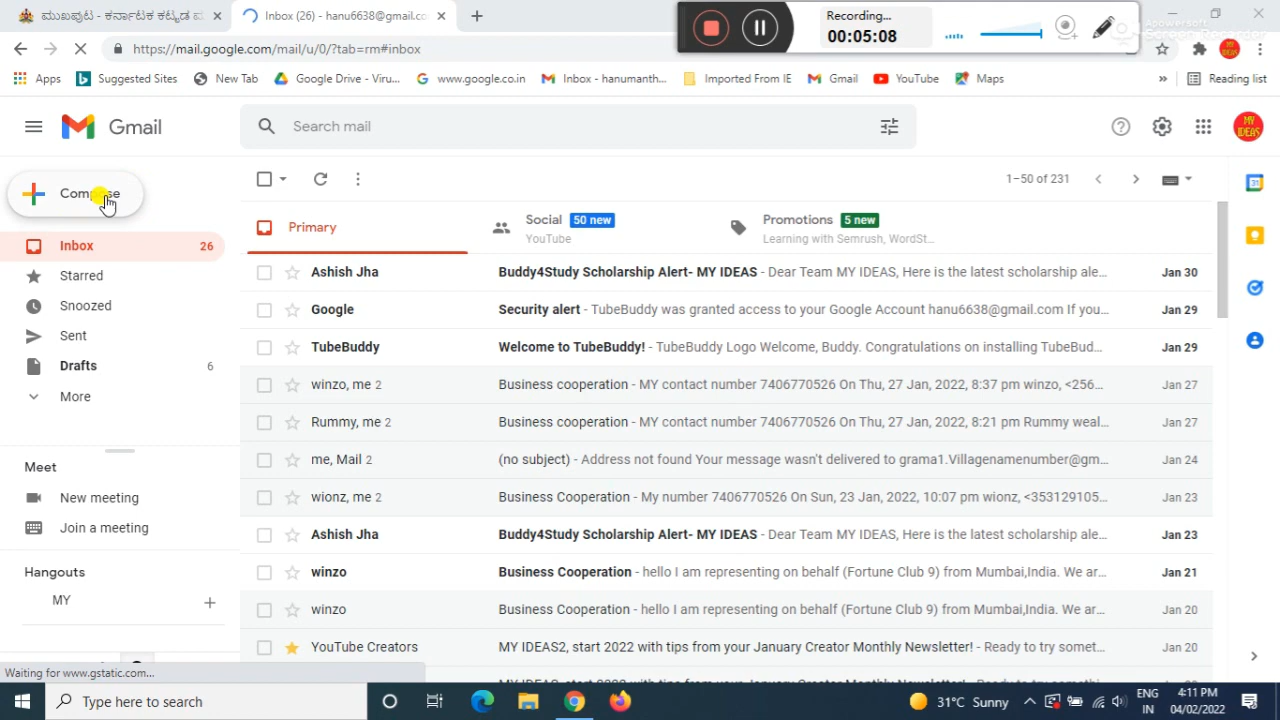 ಮುಖಪುಟ - ಕರ್ನಾಟಕ ಕಟ್ಟಡ ಮ
Inbox (26) - hanu6638@gmail.co
Recording...
00:05:08
Apowersoft
Screen Recorder
https://mail.google.com/mail/u/0/?tab=rm#inbox
Apps
Suggested Sites
New Tab
Google Drive - Viru...
www.google.co.in
Inbox - hanumanth...
Imported From IE
Gmail
YouTube
Maps
»
Reading list
Gmail
Search mail
MY IDEAS
Compose
1–50 of 231
Inbox 26
Starred
Snoozed
Sent
Drafts 6
More
Meet
New meeting
Join a meeting
Hangouts
MY
Primary
Social 50 new
YouTube
Promotions 5 new
Learning with Semrush, WordSt...
Ashish Jha Buddy4Study Scholarship Alert- MY IDEAS - Dear Team MY IDEAS, Here is the latest scholarship ale... Jan 30
Google Security alert - TubeBuddy was granted access to your Google Account hanu6638@gmail.com If you... Jan 29
TubeBuddy Welcome to TubeBuddy! - TubeBuddy Logo Welcome, Buddy. Congratulations on installing TubeBud... Jan 29
winzo, me 2 Business cooperation - MY contact number 7406770526 On Thu, 27 Jan, 2022, 8:37 pm winzo, <256... Jan 27
Rummy, me 2 Business cooperation - MY contact number 7406770526 On Thu, 27 Jan, 2022, 8:21 pm Rummy weal... Jan 27
me, Mail 2 (no subject) - Address not found Your message wasn't delivered to grama1.Villagenamenumber@gm... Jan 24
wionz, me 2 Business Cooperation - My number 7406770526 On Sun, 23 Jan, 2022, 10:07 pm wionz, <353129105... Jan 23
Ashish Jha Buddy4Study Scholarship Alert- MY IDEAS - Dear Team MY IDEAS, Here is the latest scholarship ale... Jan 23
winzo Business Cooperation - hello I am representing on behalf (Fortune Club 9) from Mumbai,India. We ar... Jan 21
winzo Business Cooperation - hello I am representing on behalf (Fortune Club 9) from Mumbai,India. We ar... Jan 20
YouTube Creators MY IDEAS2, start 2022 with tips from your January Creator Monthly Newsletter! - Ready to try somet... Jan 20
Waiting for www.gstatic.com...
Type here to search
31°C Sunny
ENG
IN
4:11 PM
04/02/2022